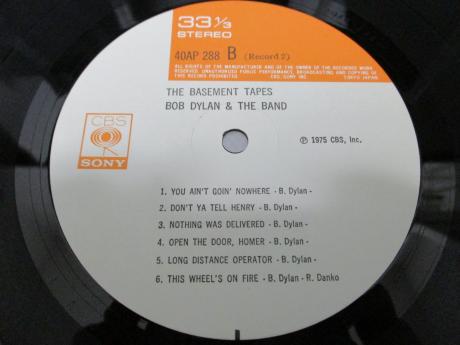 33 1/3
STEREO
40AP 288 B (Record 2)
ALL RIGHTS OF THE MANUFACTURER AND OF THE OWNER OF THE RECORDED WORK
RESERVED. UNAUTHORIZED PUBLIC PERFORMANCE, BROADCASTING AND COPYING OF
THIS RECORD PROHIBITED. CBS/SONY INC. TOKYO JAPAN
THE BASEMENT TAPES
BOB DYLAN & THE BAND
CBS
SONY
℗ 1975 CBS, Inc.
1. YOU AIN'T GOIN' NOWHERE - B. Dylan -
2. DON'T YA TELL HENRY - B. Dylan -
3. NOTHING WAS DELIVERED - B. Dylan -
4. OPEN THE DOOR, HOMER - B. Dylan -
5. LONG DISTANCE OPERATOR - B. Dylan -
6. THIS WHEEL'S ON FIRE - B. Dylan - R. Danko